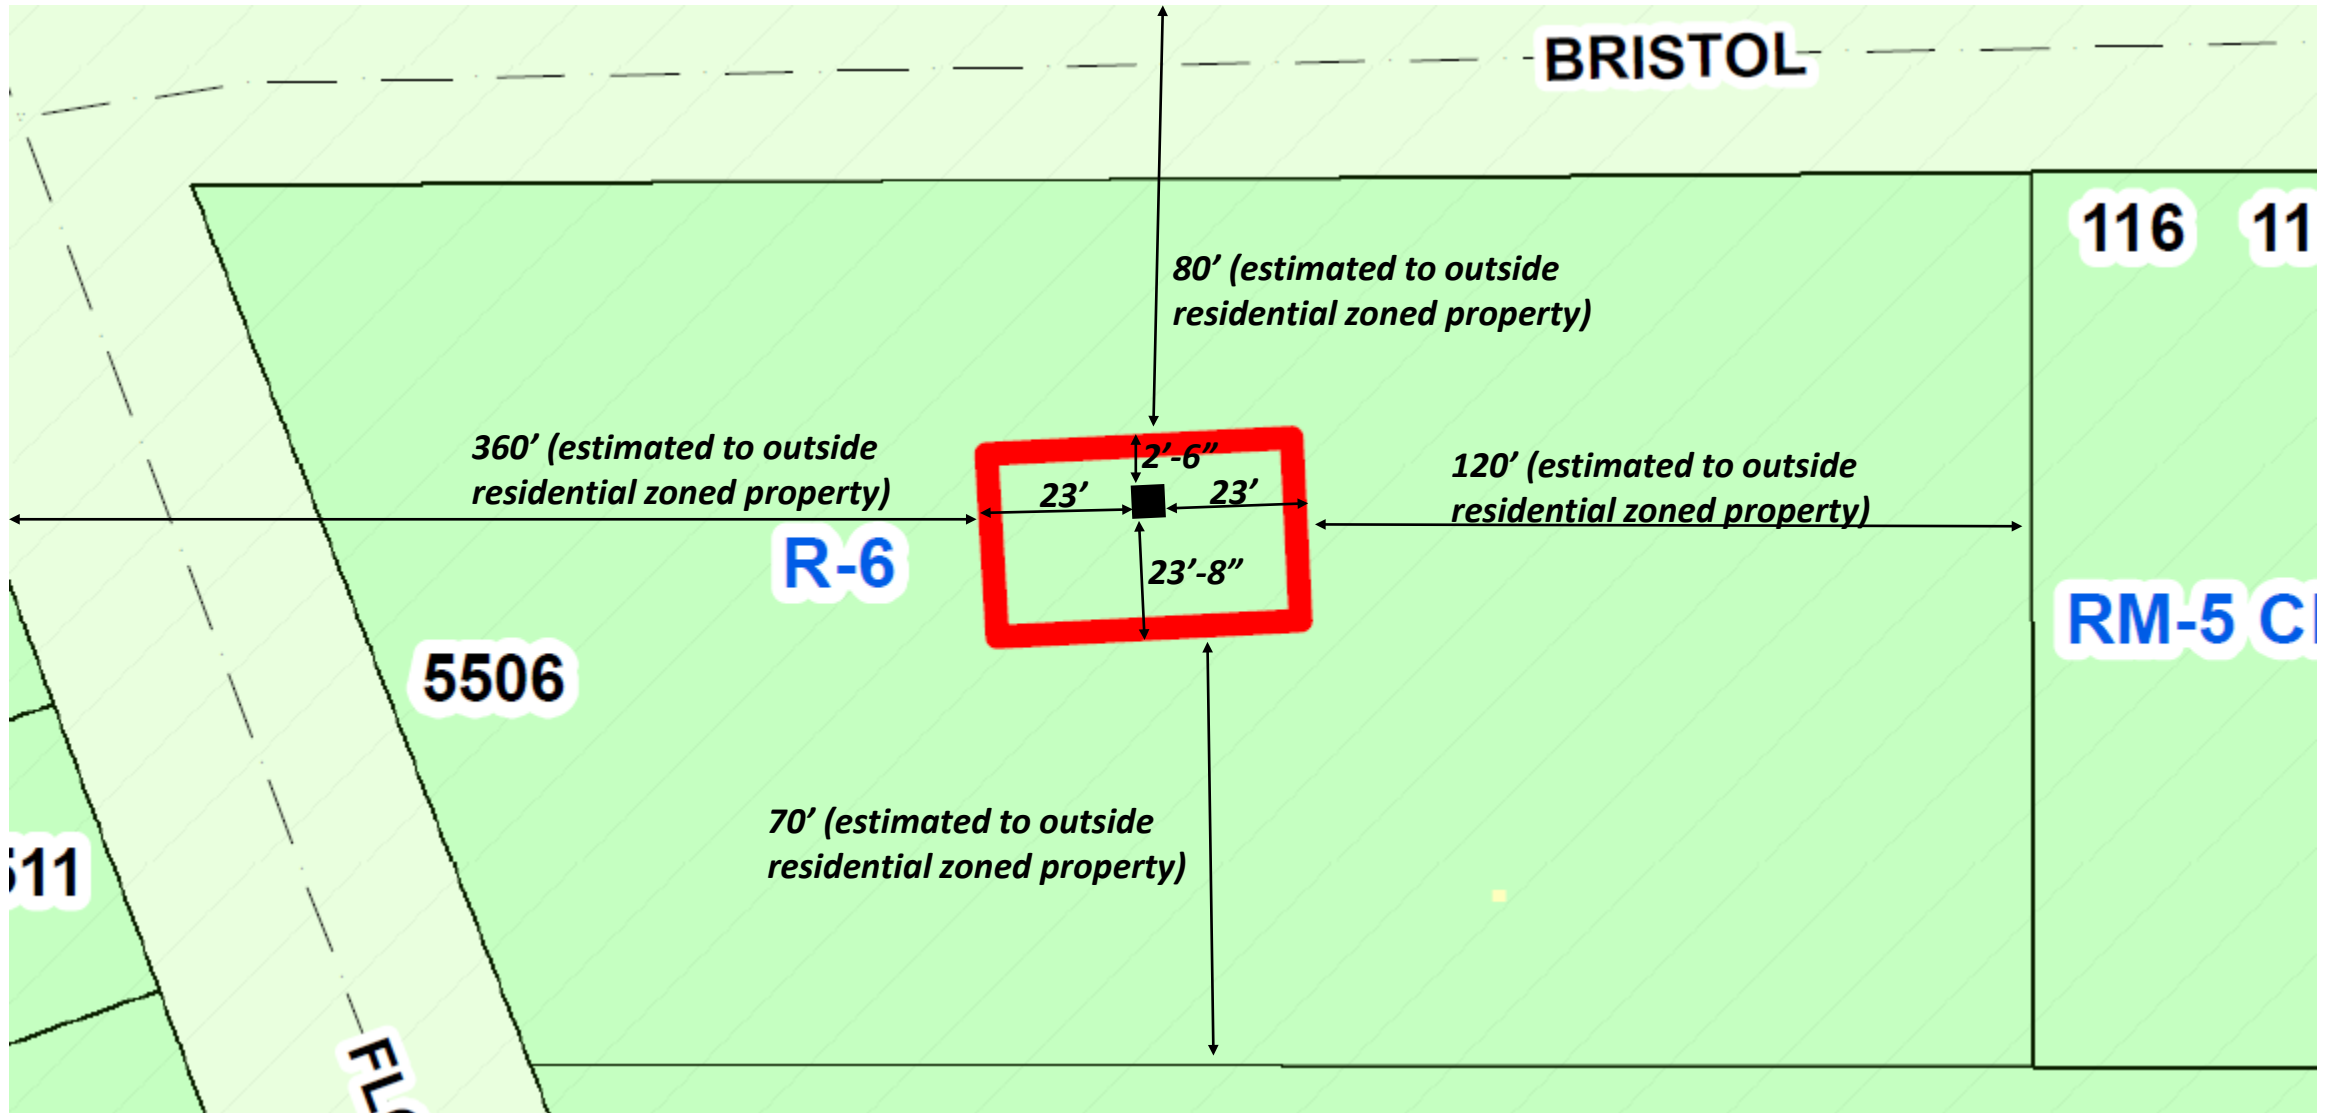 BRISTOL
116 11
80’ (estimated to outside
residential zoned property)
360’ (estimated to outside
residential zoned property)
2’-6”
23’ 23’
120’ (estimated to outside
residential zoned property)
R-6
23’-8”
RM-5
5506
70’ (estimated to outside
residential zoned property)